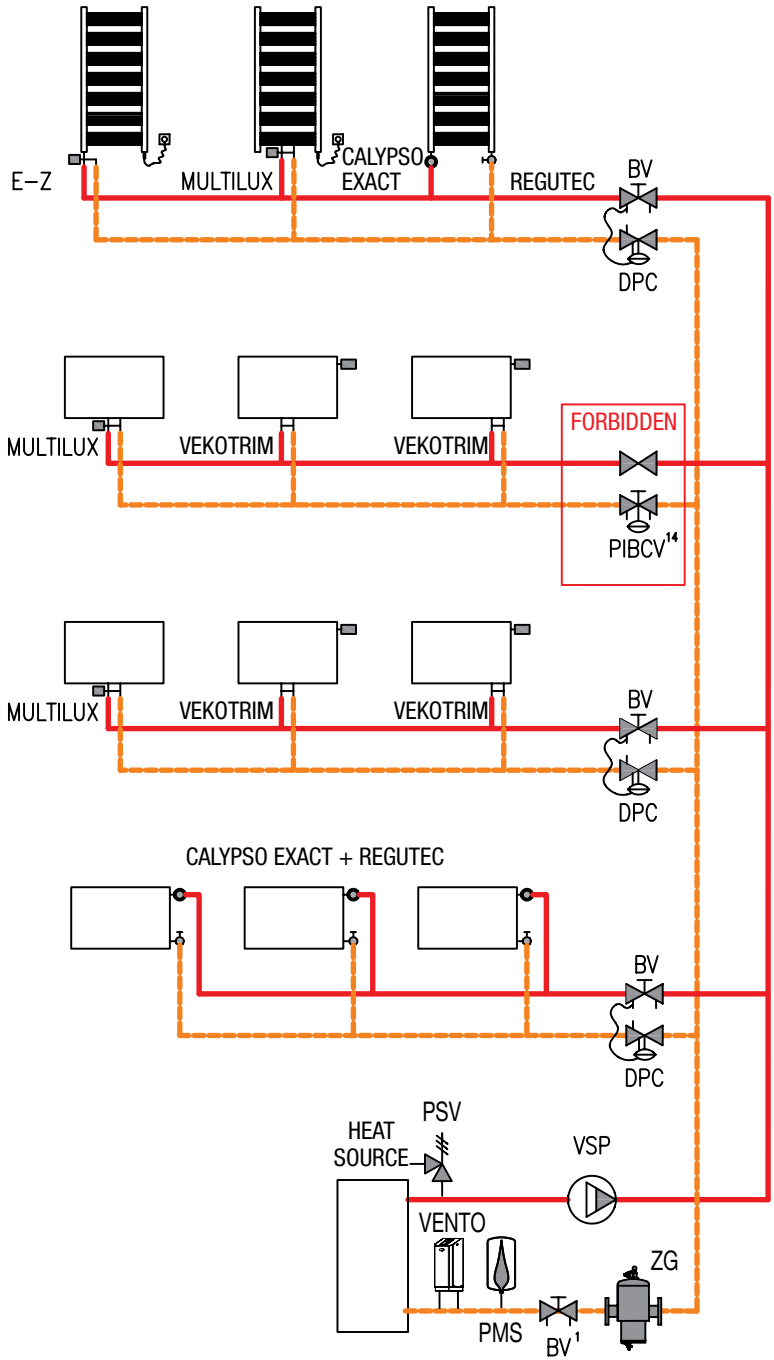 E-Z
MULTILUX
CALYPSO
EXACT
REGUTEC
BV
DPC
FORBIDDEN
MULTILUX
VEKOTRIM
VEKOTRIM
PIBCV¹⁴
MULTILUX
VEKOTRIM
VEKOTRIM
BV
DPC
CALYPSO EXACT + REGUTEC
BV
DPC
PSV
HEAT
SOURCE
VSP
VENTO
ZG
PMS
BV¹